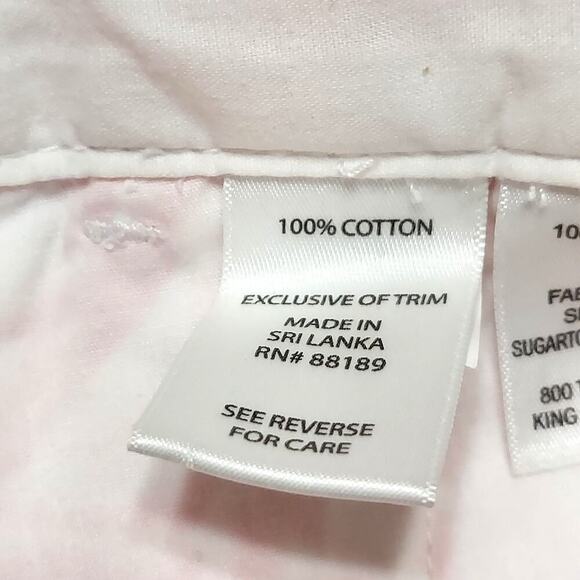 100% COTTON
EXCLUSIVE OF TRIM
MADE IN
SRI LANKA
RN# 88189
SEE REVERSE
FOR CARE
10
FAB
SUGARTO
800
KING